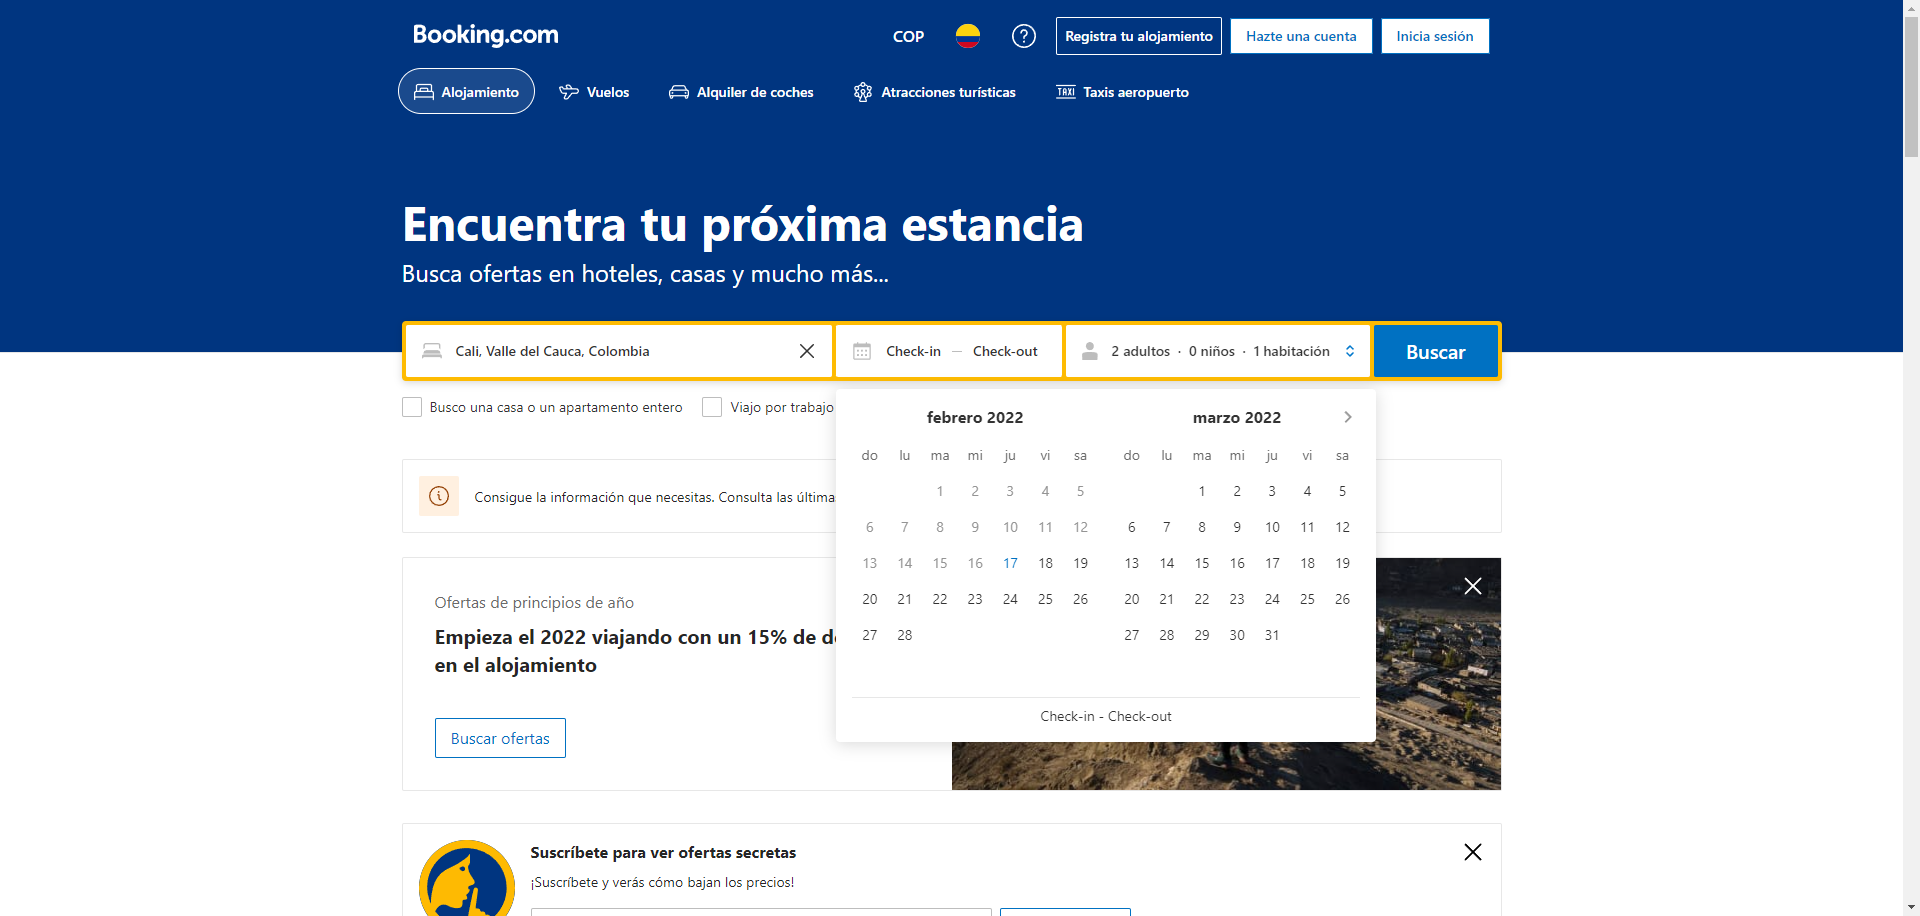 Booking.com
COP
Registra tu alojamiento
Hazte una cuenta
Inicia sesión
Alojamiento
Vuelos
Alquiler de coches
Atracciones turísticas
TAXI
Taxis aeropuerto
Encuentra tu próxima estancia
Busca ofertas en hoteles, casas y mucho más...
Cali, Valle del Cauca, Colombia
Check-in — Check-out
2 adultos · 0 niños · 1 habitación
Buscar
Busco una casa o un apartamento entero
Viajo por trabajo
febrero 2022
do lu ma mi ju vi sa
1 2 3 4 5
6 7 8 9 10 11 12
13 14 15 16 17 18 19
20 21 22 23 24 25 26
27 28
marzo 2022
do lu ma mi ju vi sa
1 2 3 4 5
6 7 8 9 10 11 12
13 14 15 16 17 18 19
20 21 22 23 24 25 26
27 28 29 30 31
Check-in - Check-out
Consigue la información que necesitas. Consulta las última
Ofertas de principios de año
Empieza el 2022 viajando con un 15% de d
en el alojamiento
Buscar ofertas
Suscríbete para ver ofertas secretas
¡Suscríbete y verás cómo bajan los precios!